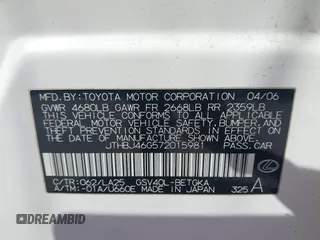 MFD. BY TOYOTA MOTOR CORPORATION 04/06
GVWR 4680LB GAWR FR 2668LB RR 2359LB
THIS VEHICLE CONFORMS TO ALL APPLICABLE
FEDERAL MOTOR VEHICLE SAFETY, BUMPER, AND
THEFT PREVENTION STANDARDS IN EFFECT ON
THE DATE OF MANUFACTURE SHOWN ABOVE.
JTHBJ46G572015981 PASS.CAR
C/TR:062/LA25 GSV40L-BETGKA
A/TM:-01A/U660E MADE IN JAPAN 325 A